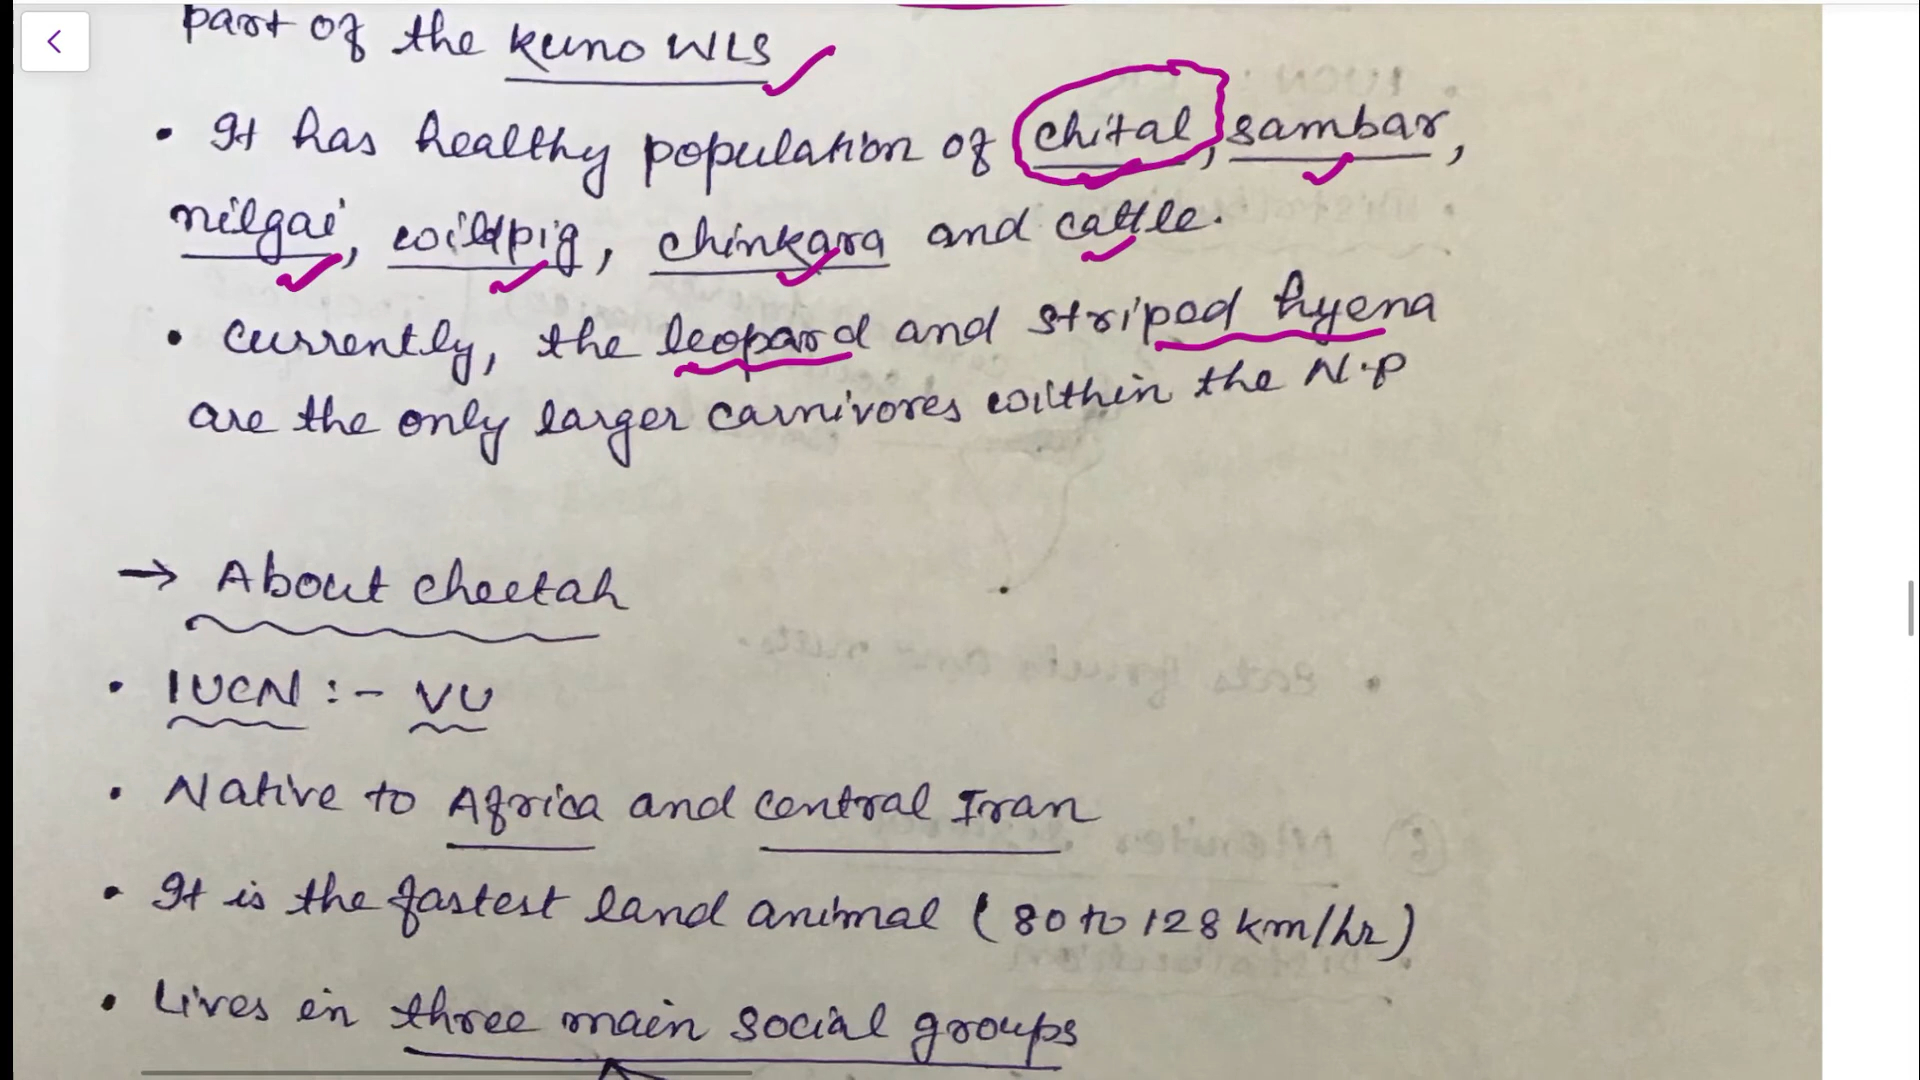 part of the Kuno WLS
• It has healthy population of chital, sambar,
nilgai, wildpig, chinkara and cattle.
• Currently, the leopard and striped hyena
are the only larger carnivores within the N.P
→ About cheetah
• IUCN :- VU
• Native to Africa and central Iran
• It is the fastest land animal (80 to 128 km/hr)
• Lives in three main social groups